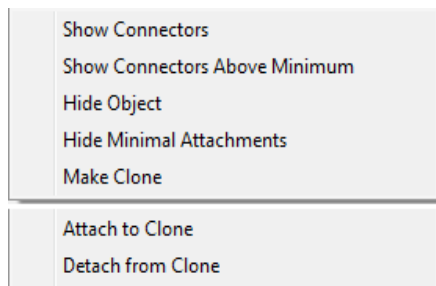 Show Connectors
Show Connectors Above Minimum
Hide Object
Hide Minimal Attachments
Make Clone
Attach to Clone
Detach from Clone